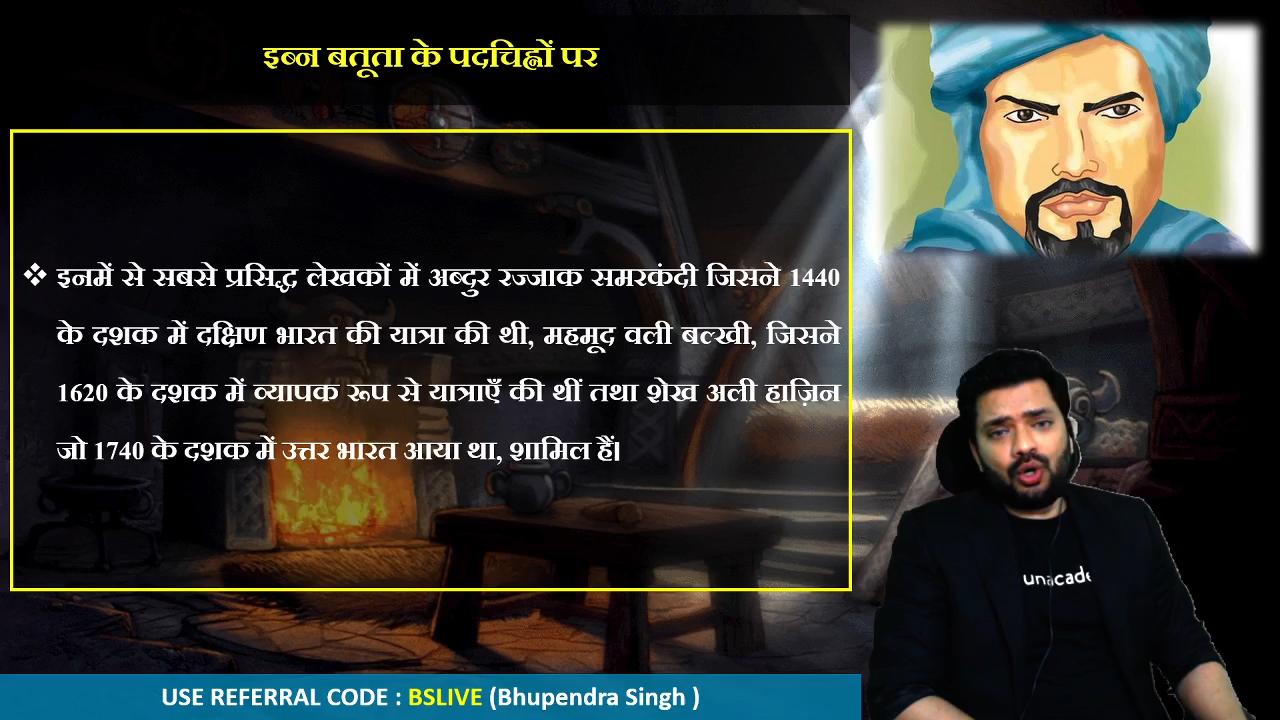 इब्न बतूता के पदचिह्नों पर
❖ इनमें से सबसे प्रसिद्ध लेखकों में अब्दुर रज्जाक समरकंदी जिसने 1440
के दशक में दक्षिण भारत की यात्रा की थी, महमूद वली बल्खी, जिसने
1620 के दशक में व्यापक रूप से यात्राएँ की थीं तथा शेख अली हाज़िन
जो 1740 के दशक में उत्तर भारत आया था, शामिल हैं।
unacade
USE REFERRAL CODE : BSLIVE (Bhupendra Singh )